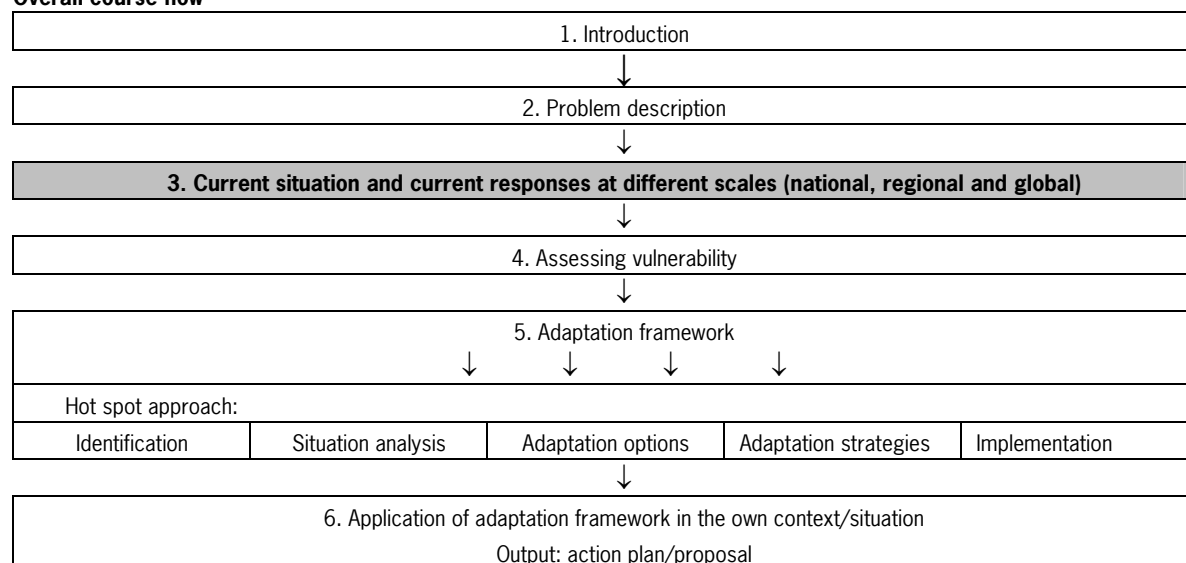 Overall course flow
1. Introduction
↓
2. Problem description
↓
3. Current situation and current responses at different scales (national, regional and global)
↓
4. Assessing vulnerability
↓
5. Adaptation framework
↓ ↓ ↓ ↓
Hot spot approach:
Identification Situation analysis Adaptation options Adaptation strategies Implementation
↓
6. Application of adaptation framework in the own context/situation
Output: action plan/proposal